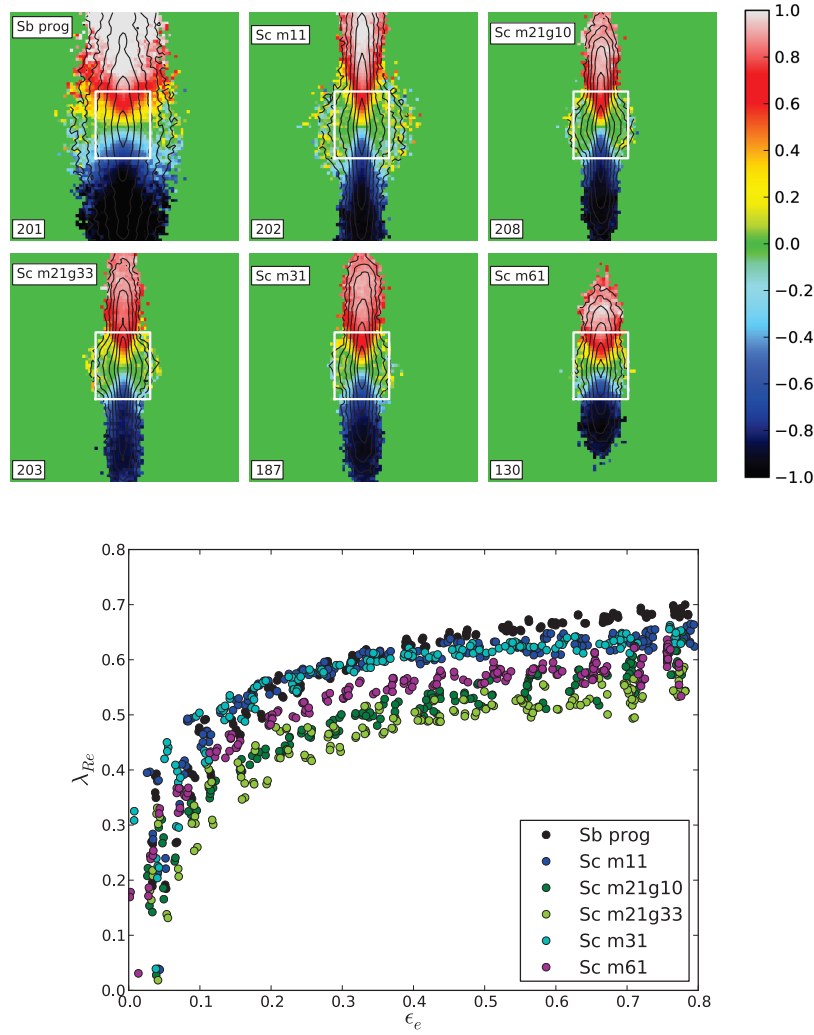 Sb prog
201
Sc m11
202
Sc m21g10
208
Sc m21g33
203
Sc m31
187
Sc m61
130
1.0
0.8
0.6
0.4
0.2
0.0
−0.2
−0.4
−0.6
−0.8
−1.0
0.8
0.7
0.6
0.5
0.4
0.3
0.2
0.1
0.0
λRe
0.0 0.1 0.2 0.3 0.4 0.5 0.6 0.7 0.8
ϵe
Sb prog
Sc m11
Sc m21g10
Sc m21g33
Sc m31
Sc m61